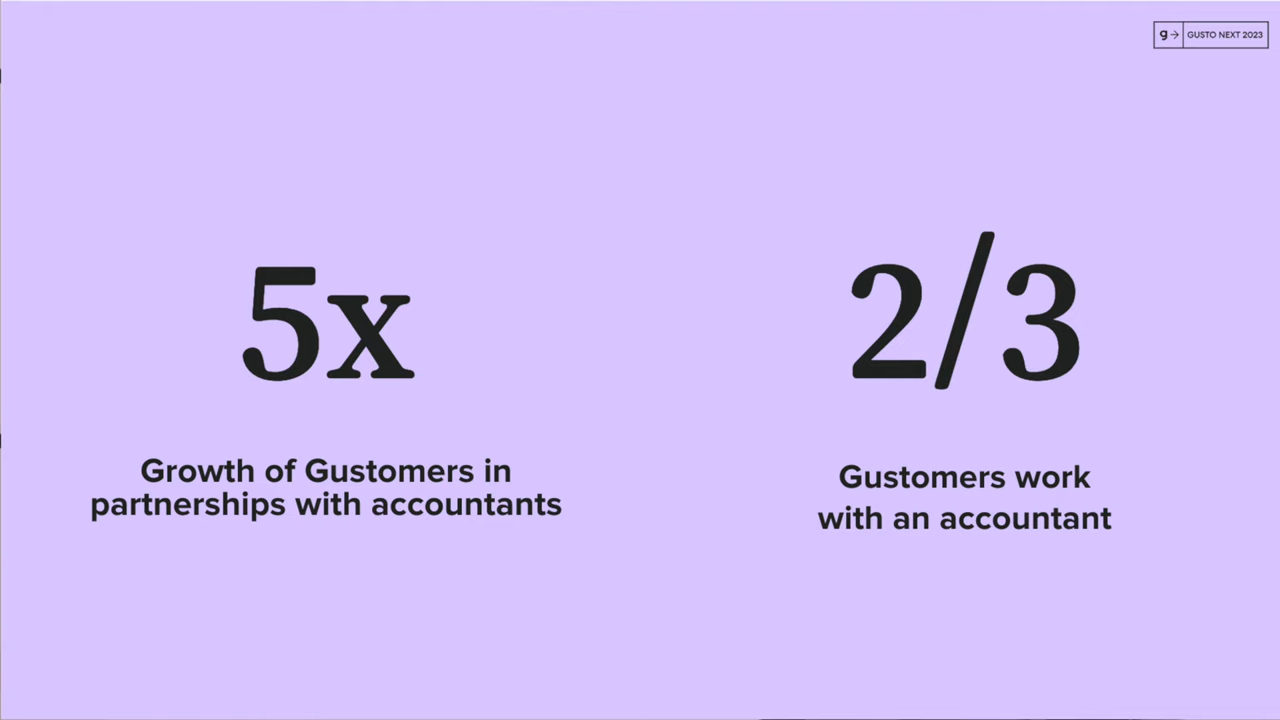 g→ GUSTO NEXT 2023
5x
Growth of Gustomers in
partnerships with accountants
2/3
Gustomers work
with an accountant